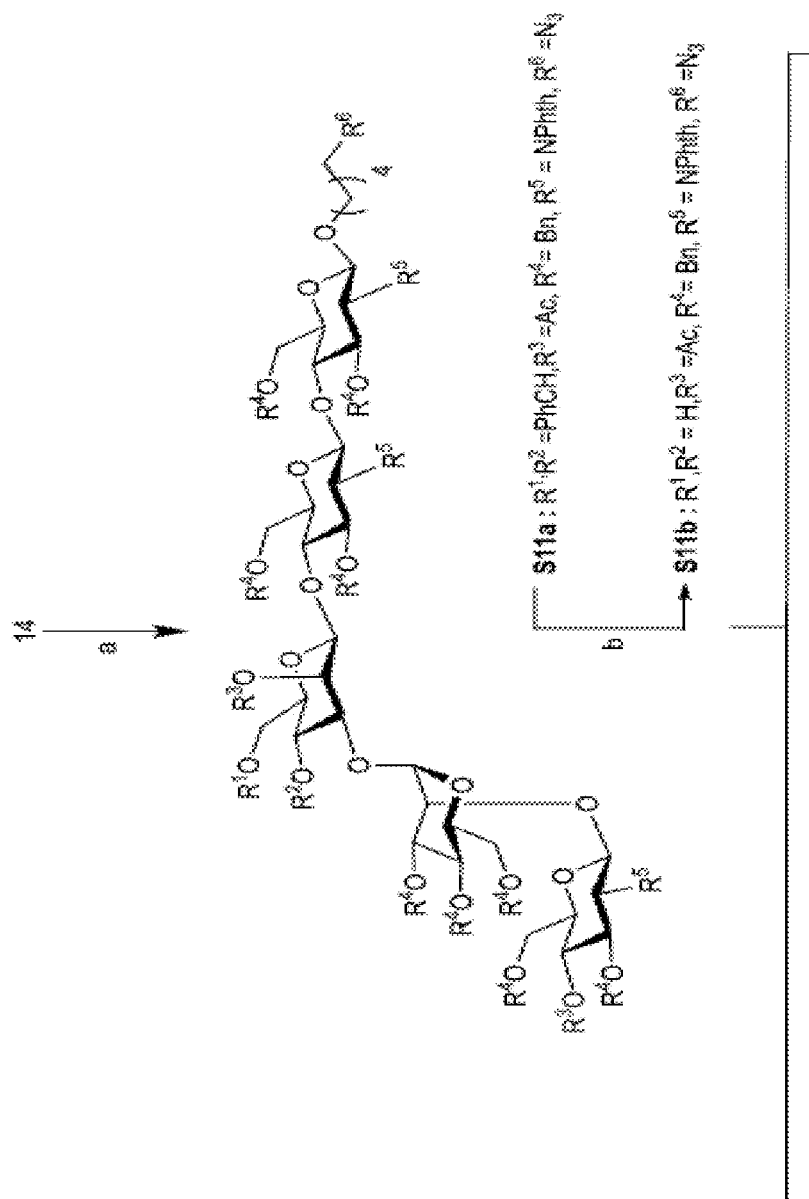 14
a
R⁴O
O
O
R⁶
4
R⁴O
R⁵
R⁴O
O
O
R⁴O
R⁵
R¹O
R³O
O
O
R²O
O
R⁴O
R⁴O
R⁴O
O
O
R⁴O
R³O
R⁴O
O
R⁵
S11a : R¹,R² =PhCH,R³ =Ac, R⁴= Bn, R⁵ = NPhth, R⁶ =N₃
b
S11b : R¹,R² = H,R³ =Ac, R⁴= Bn, R⁵ = NPhth, R⁶ =N₃